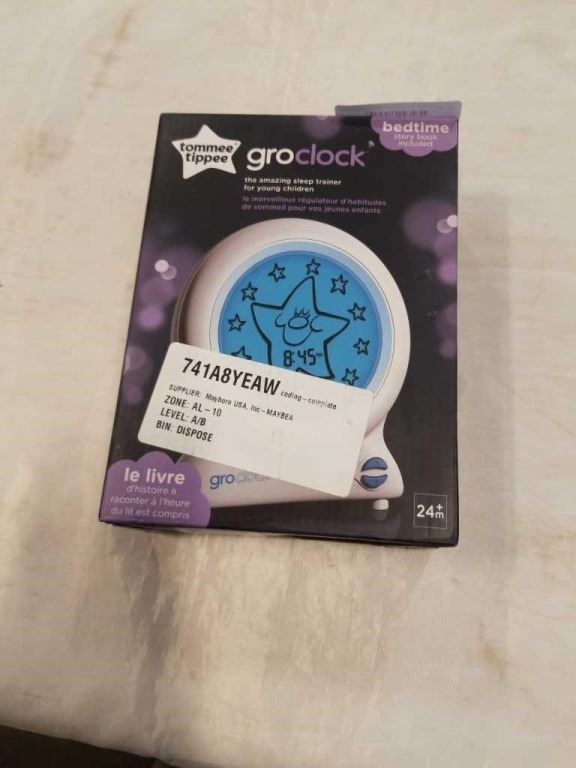 bedtime
story book
included
tommee
tippee
groclock
the amazing sleep trainer
for young children
le merveilleux régulateur d'habitudes
de sommeil pour vos jeunes enfants
8:45
741A8YEAW coding - complete
SUPPLIER: Mayborn USA, Inc - MAYBEA
ZONE: AL - 10
LEVEL: A/B
BIN: DISPOSE
le livre
d'histoire à
raconter à l'heure
du lit est compris
groclock
24+
m